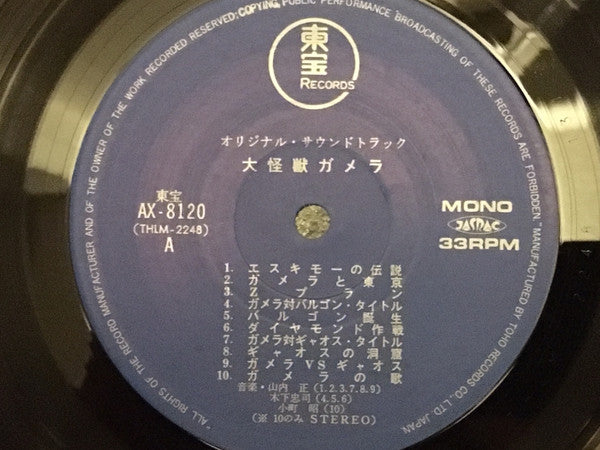 "ALL RIGHTS OF THE RECORD MANUFACTURER AND OF THE OWNER OF THE WORK RECORDED RESERVED; COPYING PUBLIC PERFORMANCE BROADCASTING OF THESE RECORDS ARE FORBIDDEN." MANUFACTURED BY TOHO RECORDS CO., LTD. JAPAN
東宝
RECORDS
オリジナル・サウンドトラック
大怪獣ガメラ
東宝
AX-8120
(THLM-2248)
A
MONO
JASRAC
33RPM
1. エスキモーの伝説
2. ガメラと東京
3. Zプラン
4. ガメラ対バルゴン・タイトル
5. バルゴン誕生
6. ダイヤモンド作戦
7. ガメラ対ギャオス・タイトル
8. ギャオスの洞窟
9. ガメラVSギャオス
10. ガメラの歌
音楽・山内 正 (1.2.3.7.8.9)
木下忠司 (4.5.6)
小町 昭 (10)
(※ 10のみ STEREO)